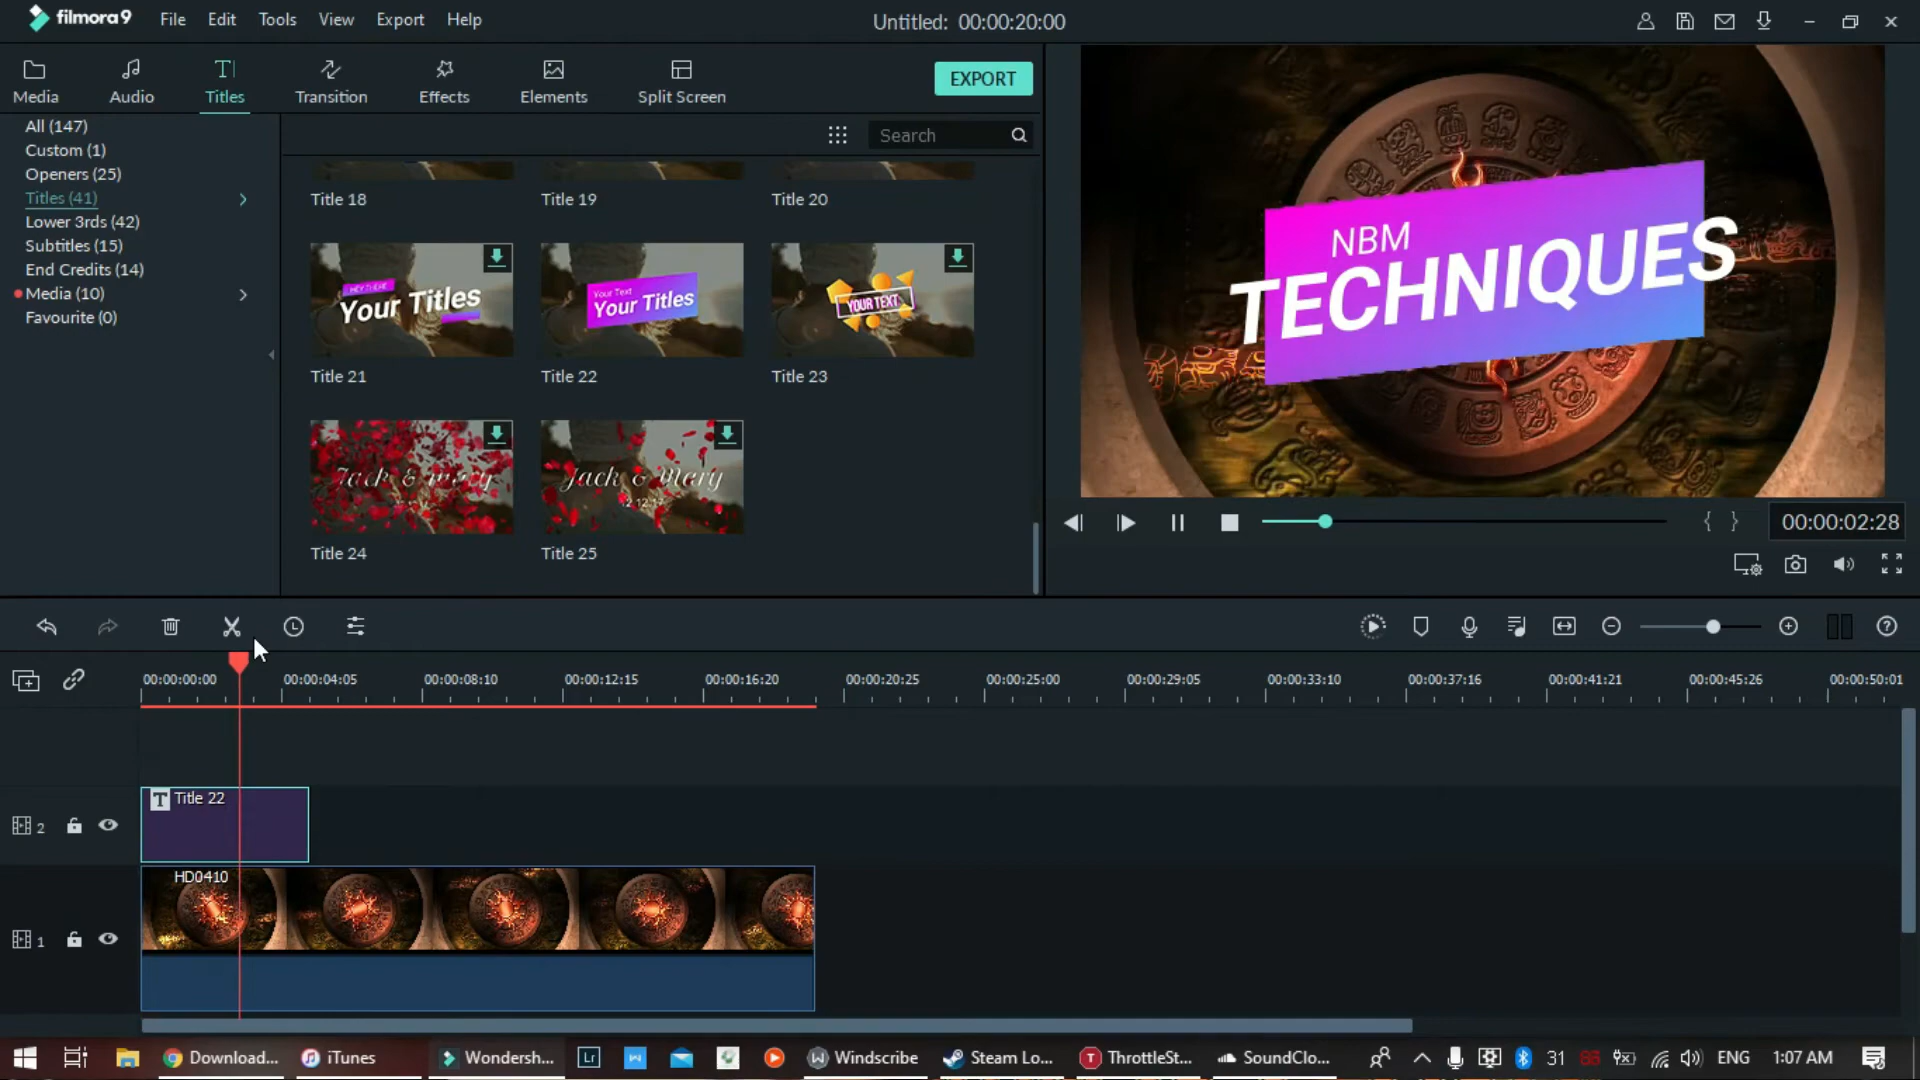 filmora9 File Edit Tools View Export Help Untitled: 00:00:20:00
Media Audio Titles Transition Effects Elements Split Screen EXPORT
All (147)
Custom (1)
Openers (25)
Titles (41)
Lower 3rds (42)
Subtitles (15)
End Credits (14)
Media (10)
Favourite (0)
Search
Title 18 Title 19 Title 20
HEY THERE
Your Titles
Your Text
Your Titles
YOUR TEXT
Title 21 Title 22 Title 23
Jack & mary
Jack & Mary
Title 24 Title 25
NBM
TECHNIQUES
{ } 00:00:02:28
00:00:00:00 00:00:04:05 00:00:08:10 00:00:12:15 00:00:16:20 00:00:20:25 00:00:25:00 00:00:29:05 00:00:33:10 00:00:37:16 00:00:41:21 00:00:45:26 00:00:50:01
T Title 22
2
HD0410
1
Download... iTunes Wondersh... Lr Windscribe Steam Lo... ThrottleSt... SoundClo... 31 86 ENG 1:07 AM